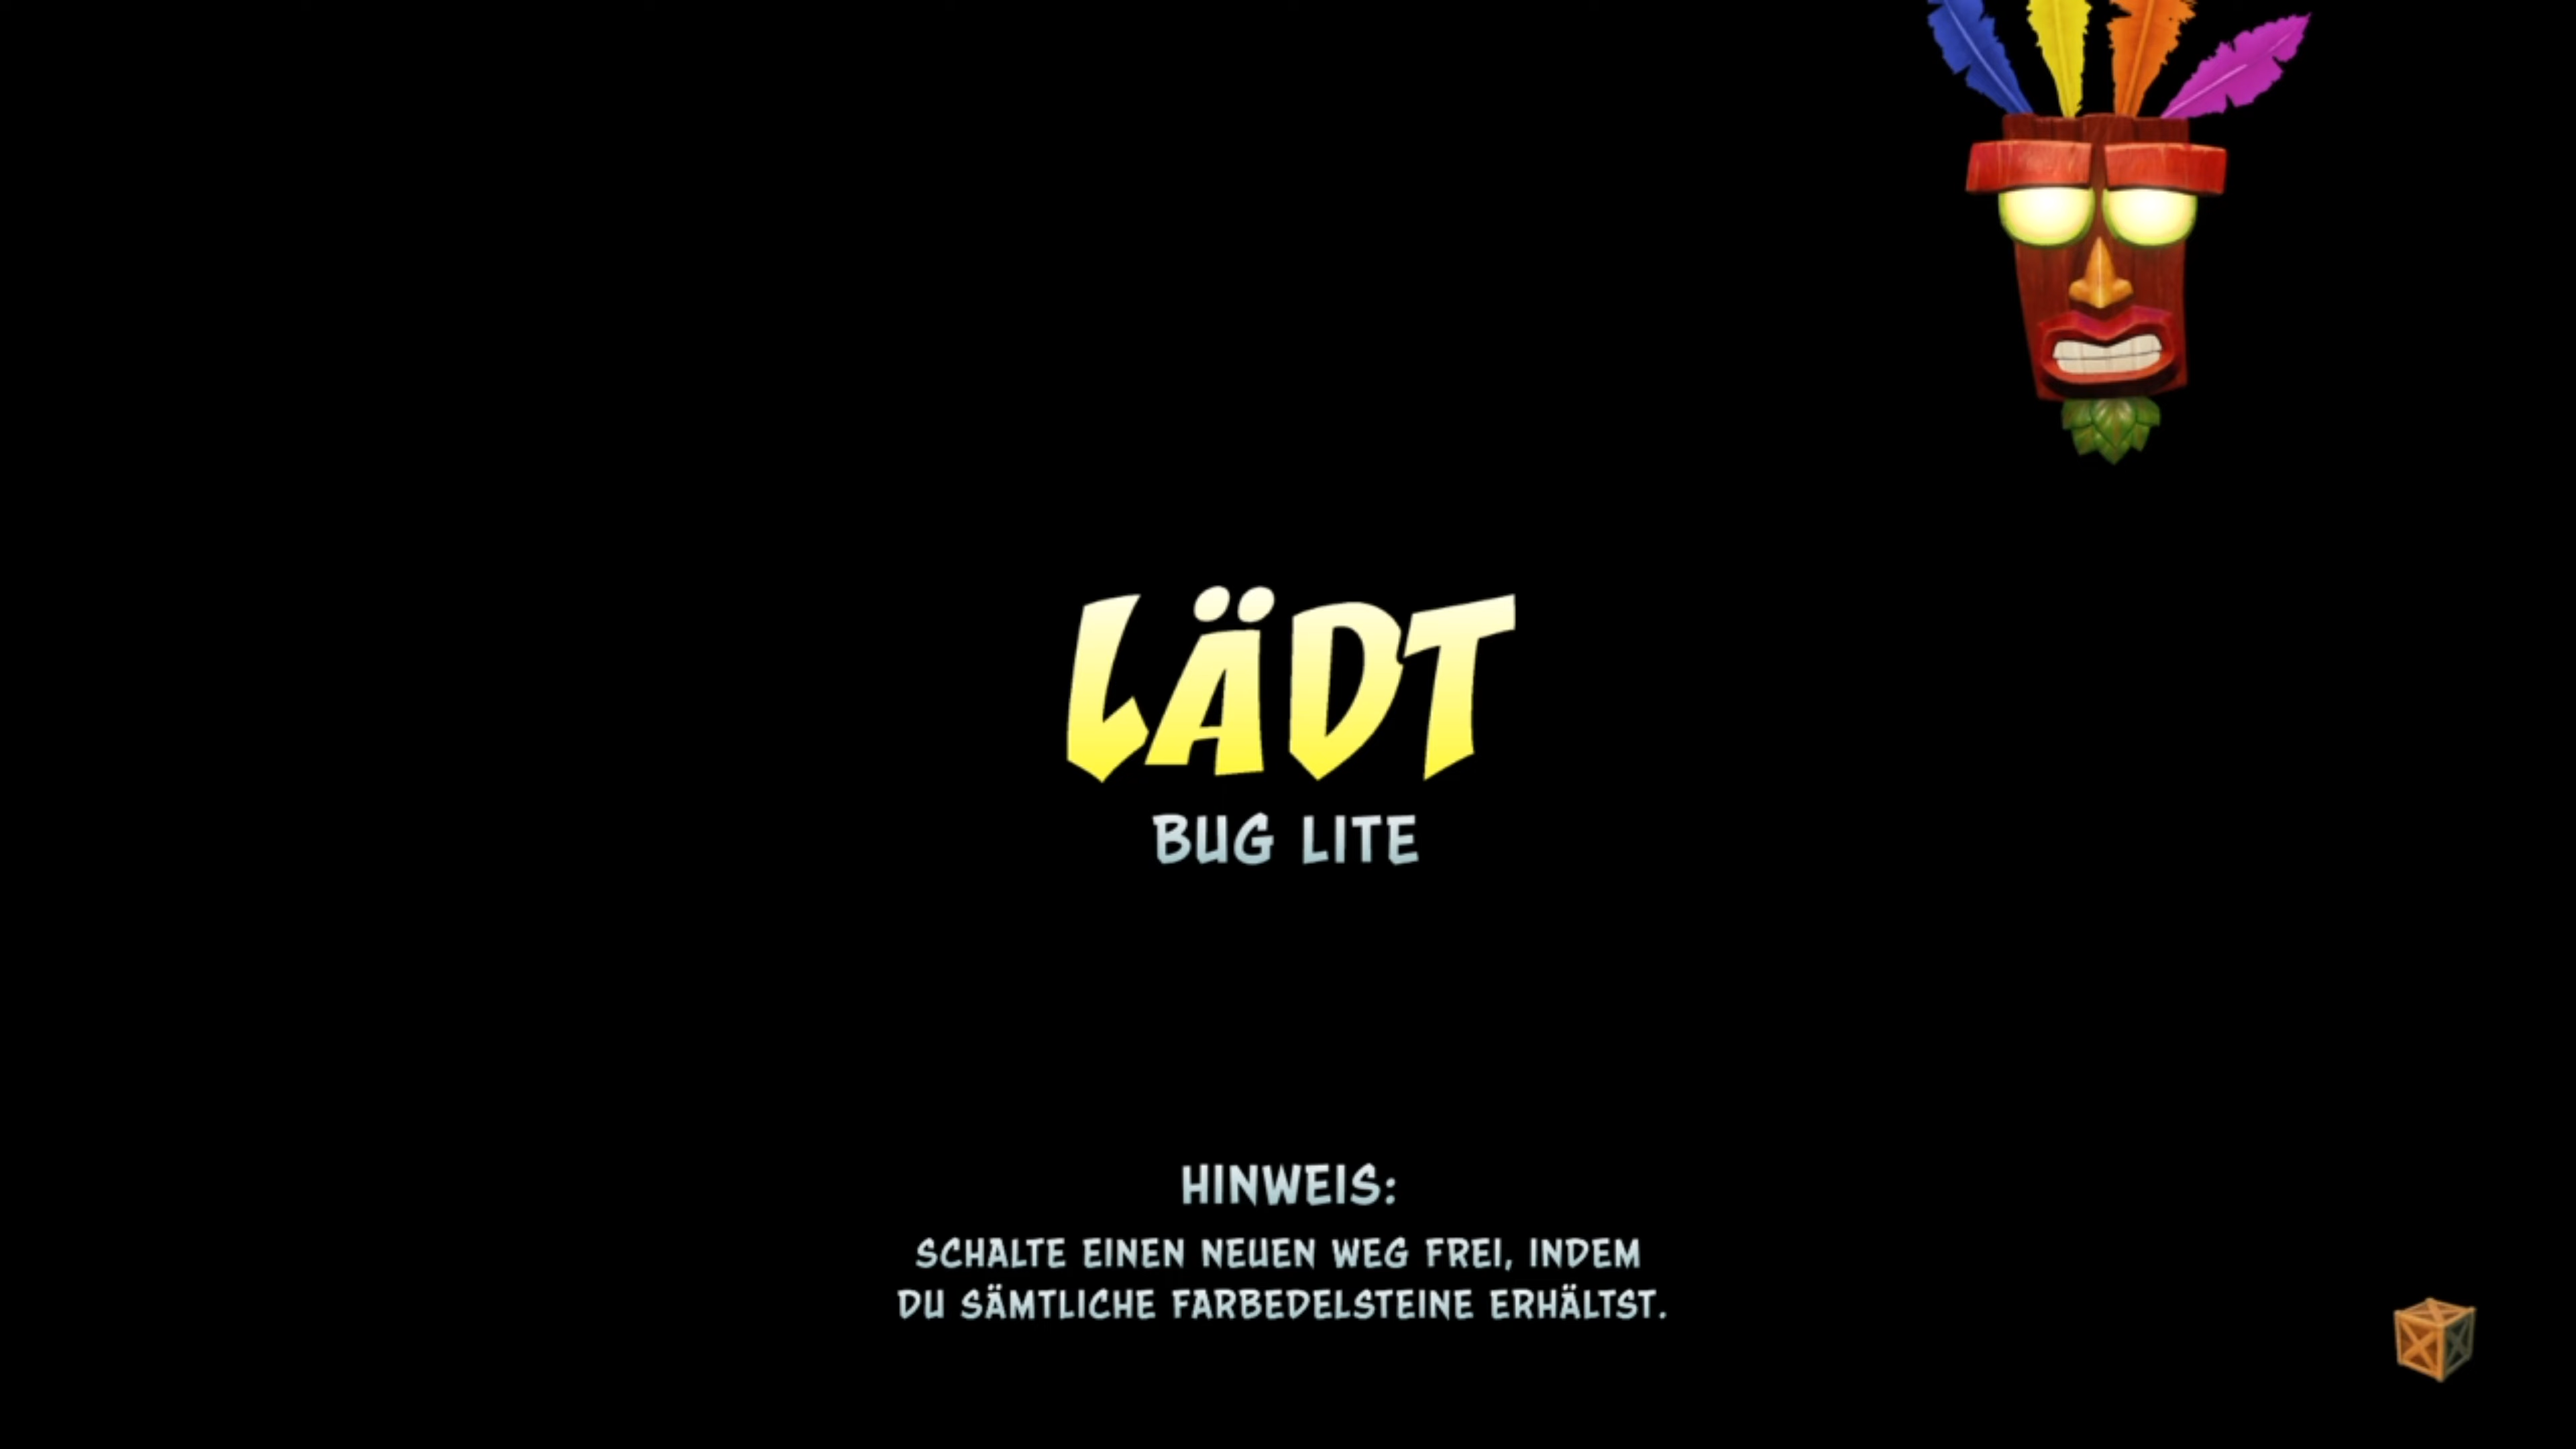 LÄDT
BUG LITE
HINWEIS:
SCHALTE EINEN NEUEN WEG FREI, INDEM
DU SÄMTLICHE FARBEDELSTEINE ERHÄLTST.